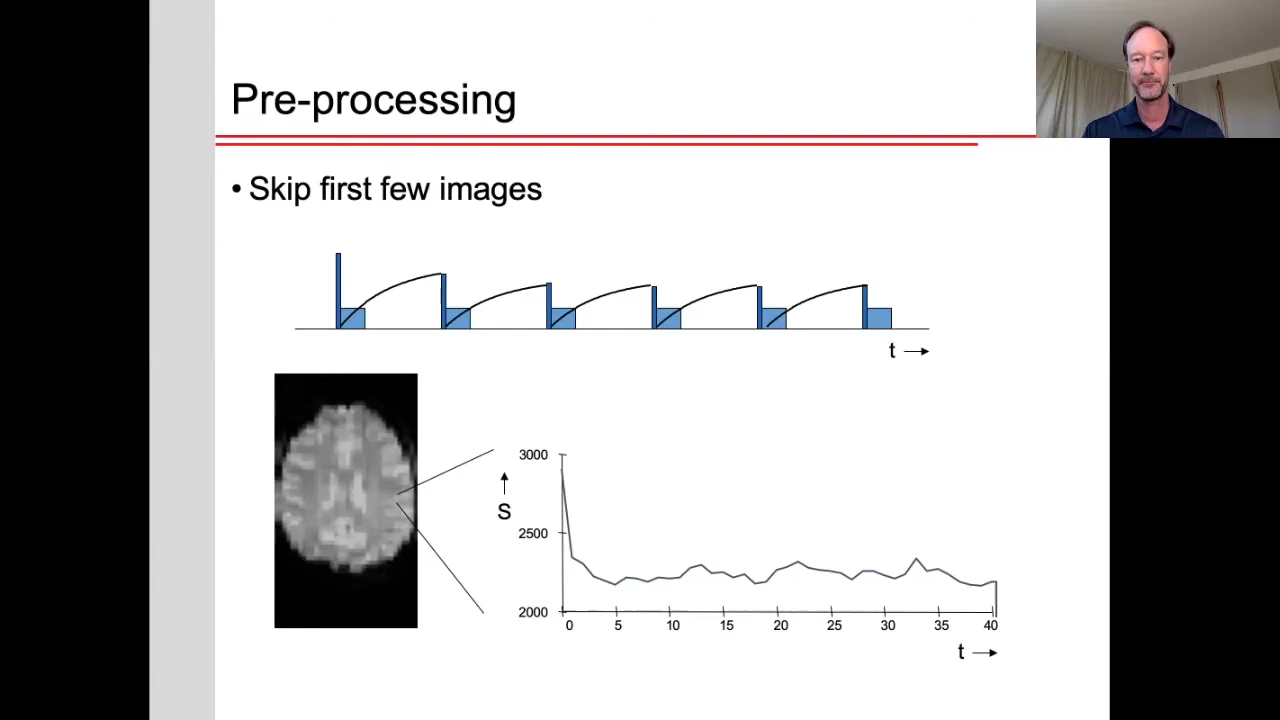 Pre-processing
• Skip first few images
t →
3000
↑
S
2500
2000
0 5 10 15 20 25 30 35 40
t →